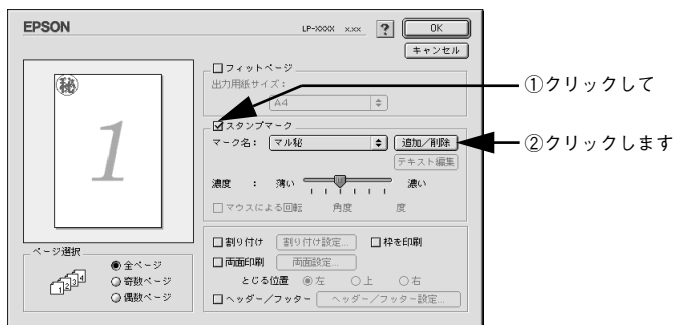 EPSON
LP-XXXX x.xx
?
OK
キャンセル
㊙
1
フィットページ
出力用紙サイズ：
A4
スタンプマーク
マーク名： マル秘 追加／削除
テキスト編集
濃度 ： 薄い 濃い
マウスによる回転 角度 度
割り付け 割り付け設定... 枠を印刷
両面印刷 両面設定...
とじる位置 左 上 右
ヘッダー／フッター ヘッダー／フッター設定...
ページ選択
1 2 3 4
全ページ
奇数ページ
偶数ページ
①クリックして
②クリックします